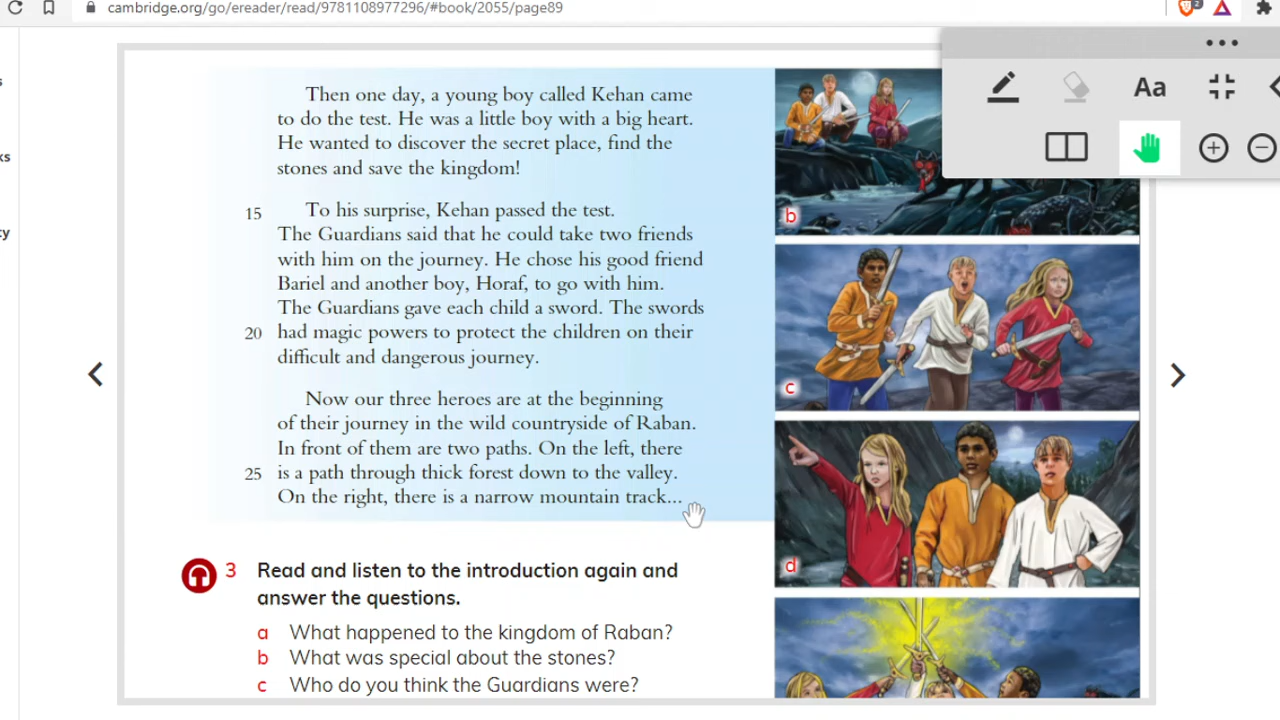 cambridge.org/go/ereader/read/9781108977296/#book/2055/page89
2
Aa
s
ks
ty
Then one day, a young boy called Kehan came
to do the test. He was a little boy with a big heart.
He wanted to discover the secret place, find the
stones and save the kingdom!
15 To his surprise, Kehan passed the test.
The Guardians said that he could take two friends
with him on the journey. He chose his good friend
Bariel and another boy, Horaf, to go with him.
The Guardians gave each child a sword. The swords
20 had magic powers to protect the children on their
difficult and dangerous journey.
Now our three heroes are at the beginning
of their journey in the wild countryside of Raban.
In front of them are two paths. On the left, there
25 is a path through thick forest down to the valley.
On the right, there is a narrow mountain track...
3 Read and listen to the introduction again and
answer the questions.
a What happened to the kingdom of Raban?
b What was special about the stones?
c Who do you think the Guardians were?
b
c
d